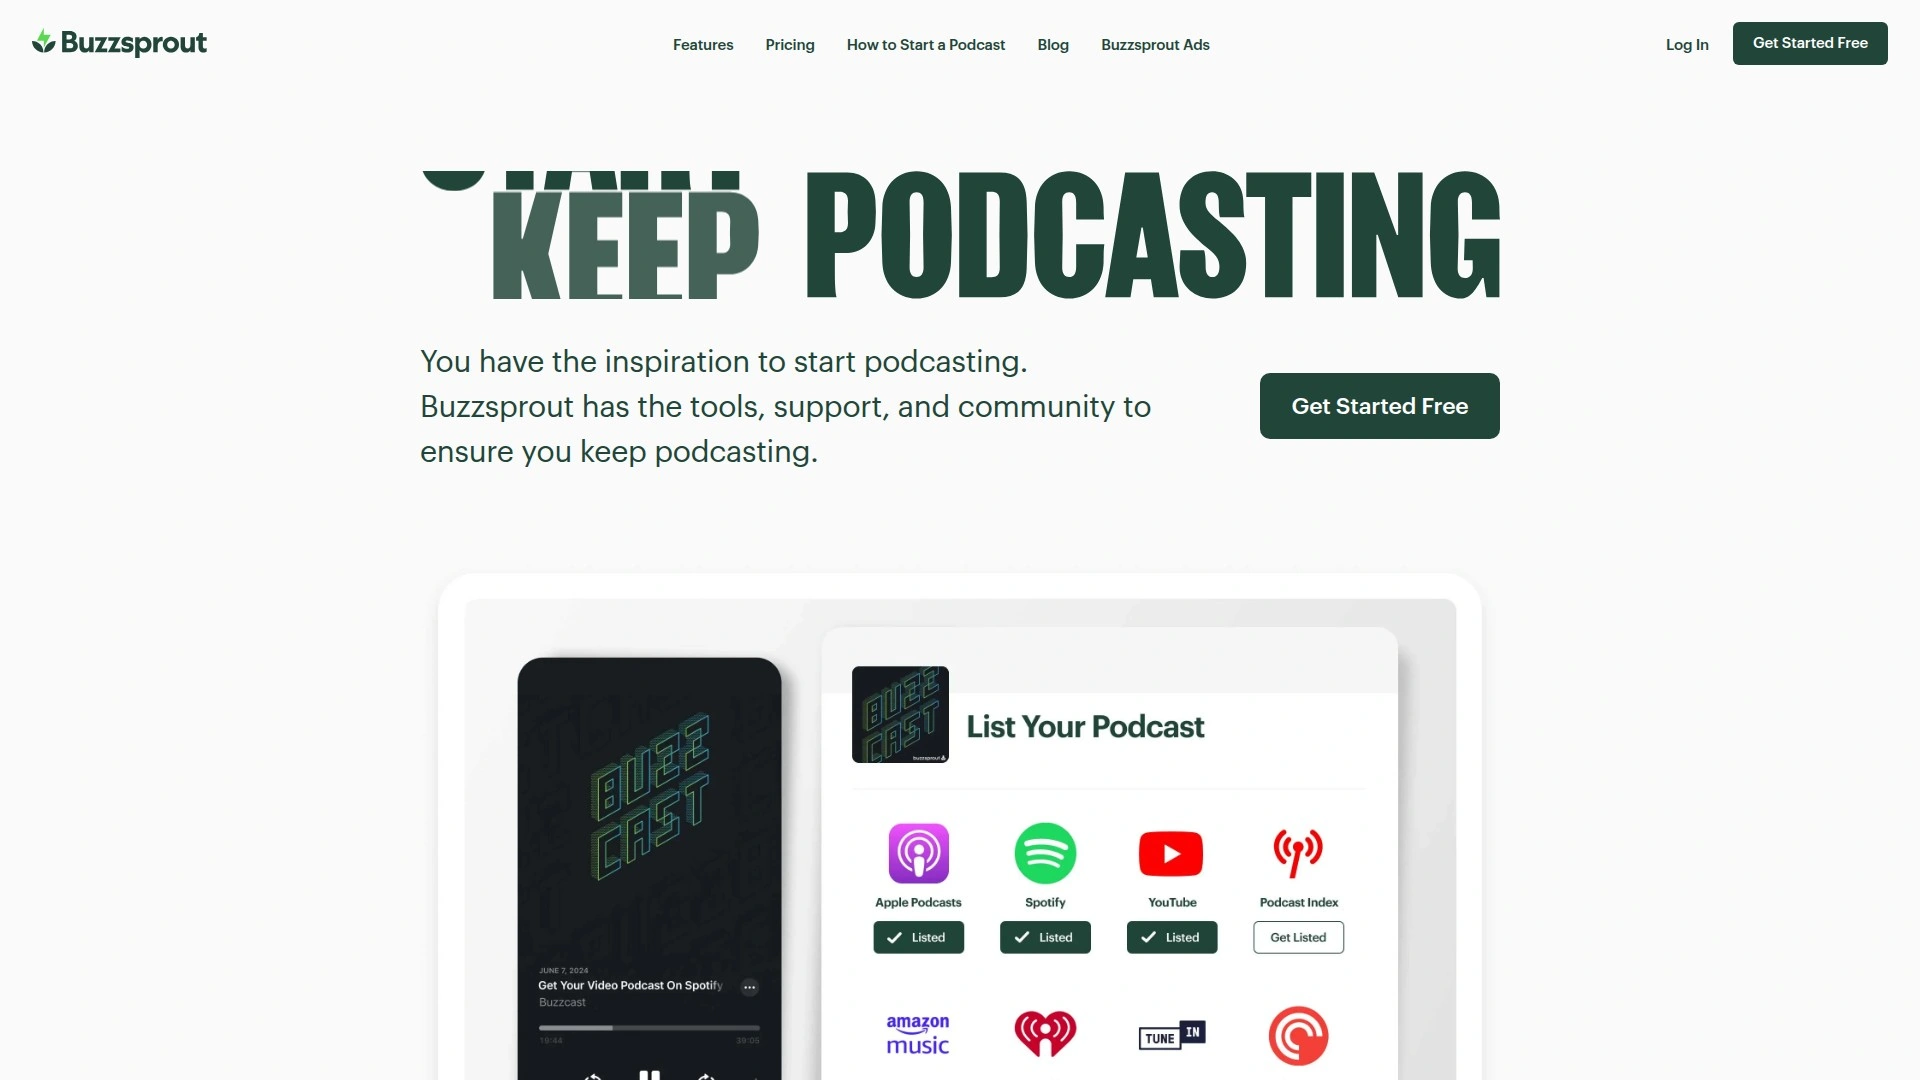 Buzzsprout
Features
Pricing
How to Start a Podcast
Blog
Buzzsprout Ads
Log In
Get Started Free
KEEP PODCASTING
You have the inspiration to start podcasting.
Buzzsprout has the tools, support, and community to
ensure you keep podcasting.
Get Started Free
BUZZ
CAST
JUNE 7, 2024
Get Your Video Podcast On Spotify
Buzzcast
19:44
39:05
BUZZ
CAST
buzzsprout
List Your Podcast
Apple Podcasts
Spotify
YouTube
Podcast Index
Listed
Listed
Listed
Get Listed
amazon
music
TUNE IN